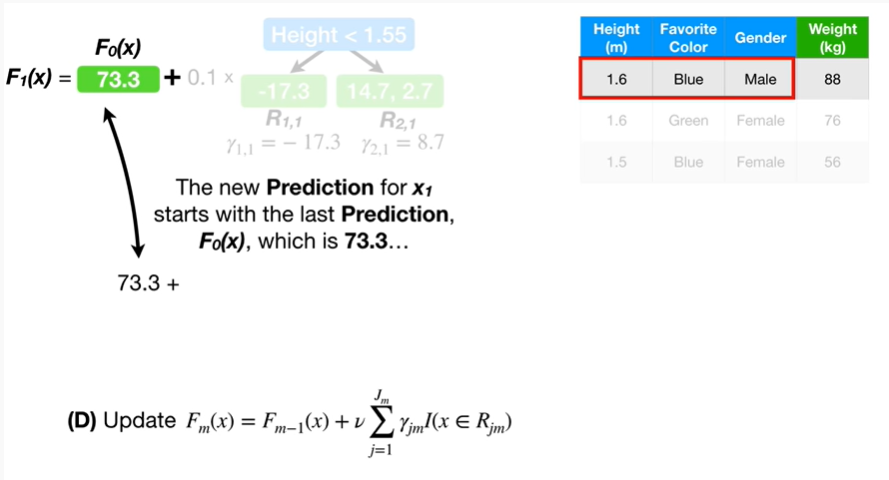 F₀(x)
F₁(x) = 73.3 + 0.1 x
Height < 1.55
-17.3 14.7, 2.7
R₁,₁ R₂,₁
γ₁,₁ = − 17.3 γ₂,₁ = 8.7
The new Prediction for x₁
starts with the last Prediction,
F₀(x), which is 73.3…
73.3 +
Height (m) Favorite Color Gender Weight (kg)
1.6 Blue Male 88
1.6 Green Female 76
1.5 Blue Female 56
(D) Update Fₘ(x) = Fₘ₋₁(x) + ν ∑_{j=1}^{Jₘ} γⱼₘI(x ∈ Rⱼₘ)